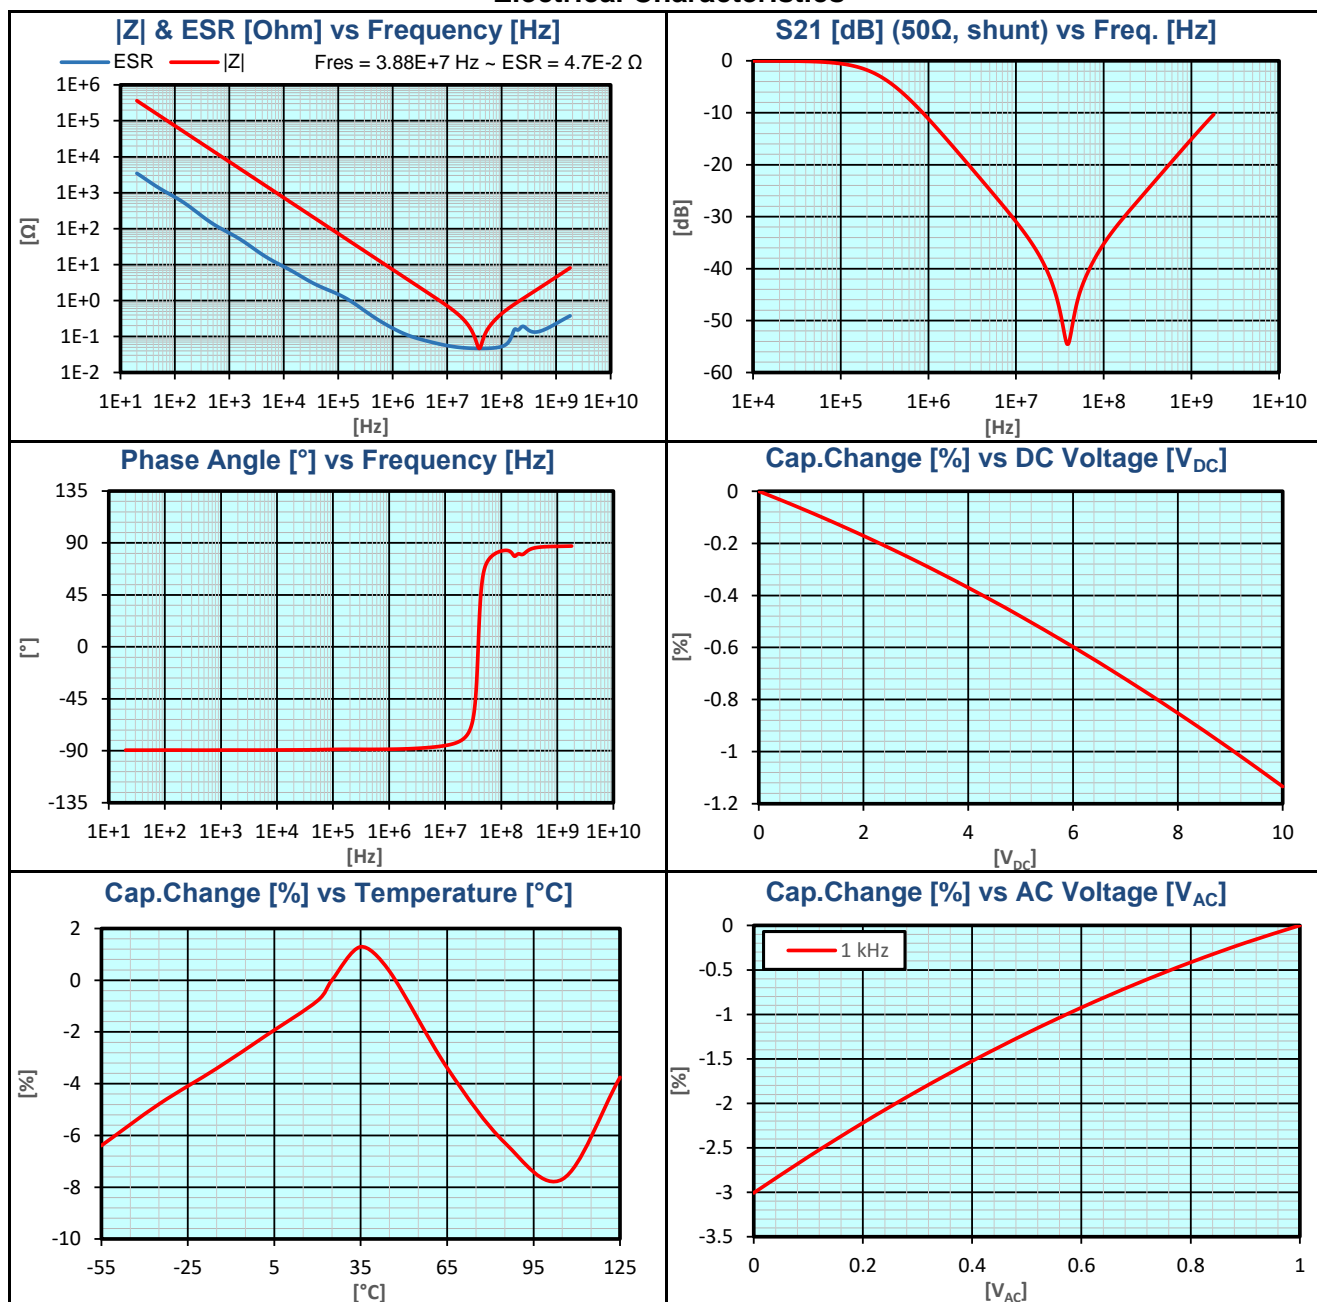 |Z| & ESR [Ohm] vs Frequency [Hz]
ESR |Z| Fres = 3.88E+7 Hz ~ ESR = 4.7E-2 Ω
1E+6
1E+5
1E+4
1E+3
1E+2
1E+1
1E+0
1E-1
1E-2
[Ω]
1E+1 1E+2 1E+3 1E+4 1E+5 1E+6 1E+7 1E+8 1E+9 1E+10
[Hz]
S21 [dB] (50Ω, shunt) vs Freq. [Hz]
0
-10
-20
-30
-40
-50
-60
[dB]
1E+4 1E+5 1E+6 1E+7 1E+8 1E+9 1E+10
[Hz]
Phase Angle [°] vs Frequency [Hz]
135
90
45
0
-45
-90
-135
[°]
1E+1 1E+2 1E+3 1E+4 1E+5 1E+6 1E+7 1E+8 1E+9 1E+10
[Hz]
Cap.Change [%] vs DC Voltage [VDC]
0
-0.2
-0.4
-0.6
-0.8
-1
-1.2
[%]
0 2 4 6 8 10
[VDC]
Cap.Change [%] vs Temperature [°C]
2
0
-2
-4
-6
-8
-10
[%]
-55 -25 5 35 65 95 125
[°C]
Cap.Change [%] vs AC Voltage [VAC]
1 kHz
0
-0.5
-1
-1.5
-2
-2.5
-3
-3.5
[%]
0 0.2 0.4 0.6 0.8 1
[VAC]